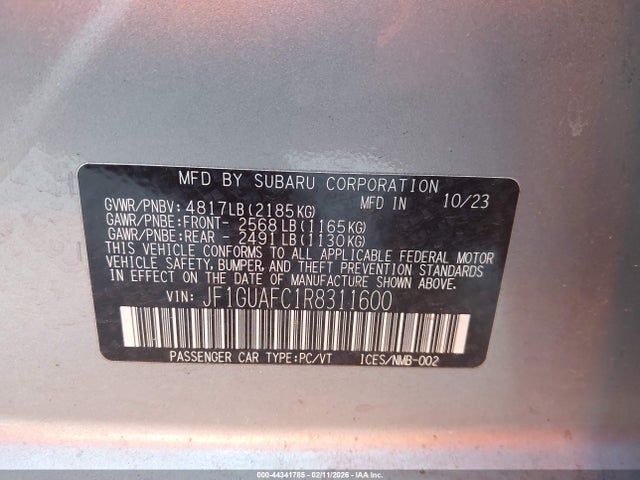 MFD BY SUBARU CORPORATION
MFD IN 10/23
GVWR/PNBV: 4817LB(2185KG)
GAWR/PNBE:FRONT- 2568LB(1165KG)
GAWR/PNBE:REAR - 2491LB(1130KG)
THIS VEHICLE CONFORMS TO ALL APPLICABLE FEDERAL MOTOR
VEHICLE SAFETY, BUMPER, AND THEFT PREVENTION STANDARDS
IN EFFECT ON THE DATE OF MANUFACTURE SHOWN ABOVE.
VIN: JF1GUAFC1R8311600
PASSENGER CAR TYPE:PC/VT ICES/NMB-002
000-44341765 - 02/11/2026 - COPART/IAA